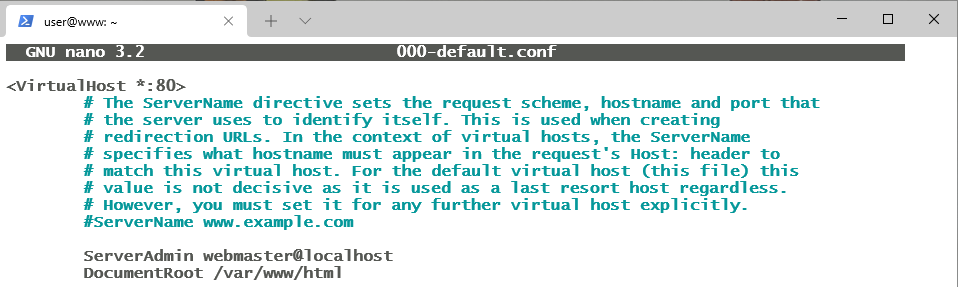 user@www: ~
GNU nano 3.2 000-default.conf
<VirtualHost *:80>
# The ServerName directive sets the request scheme, hostname and port that
# the server uses to identify itself. This is used when creating
# redirection URLs. In the context of virtual hosts, the ServerName
# specifies what hostname must appear in the request's Host: header to
# match this virtual host. For the default virtual host (this file) this
# value is not decisive as it is used as a last resort host regardless.
# However, you must set it for any further virtual host explicitly.
#ServerName www.example.com
ServerAdmin webmaster@localhost
DocumentRoot /var/www/html